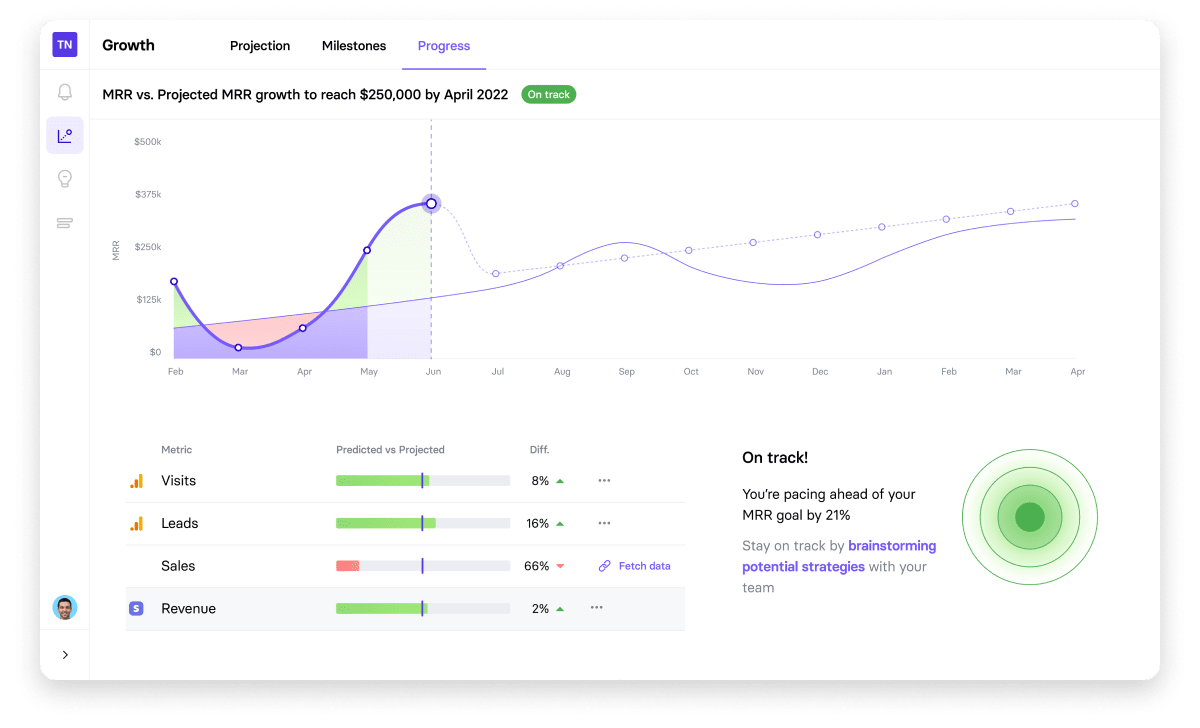 TN
Growth
Projection
Milestones
Progress
MRR vs. Projected MRR growth to reach $250,000 by April 2022
On track
$500k
$375k
$250k
$125k
$0
MRR
Feb
Mar
Apr
May
Jun
Jul
Aug
Sep
Oct
Nov
Dec
Jan
Feb
Mar
Apr
Metric
Predicted vs Projected
Diff.
Visits
8%
Leads
16%
Sales
66%
Fetch data
S
Revenue
2%
On track!
You're pacing ahead of your
MRR goal by 21%
Stay on track by brainstorming
potential strategies with your
team